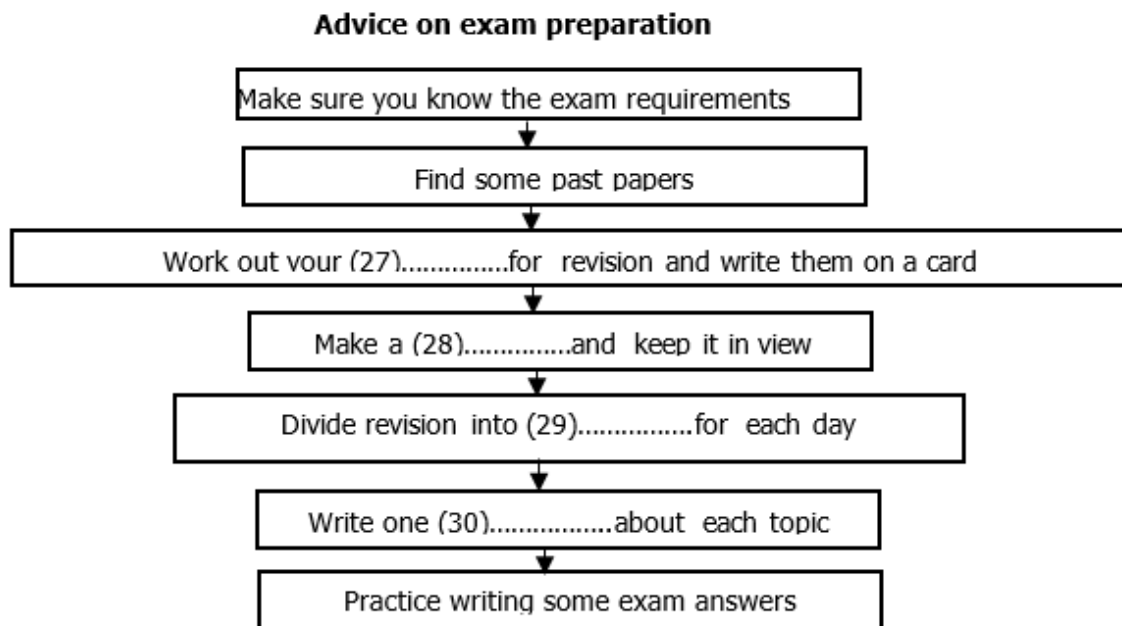 Advice on exam preparation
Make sure you know the exam requirements
Find some past papers
Work out your (27)...............for revision and write them on a card
Make a (28)...............and keep it in view
Divide revision into (29)................for each day
Write one (30).................about each topic
Practice writing some exam answers